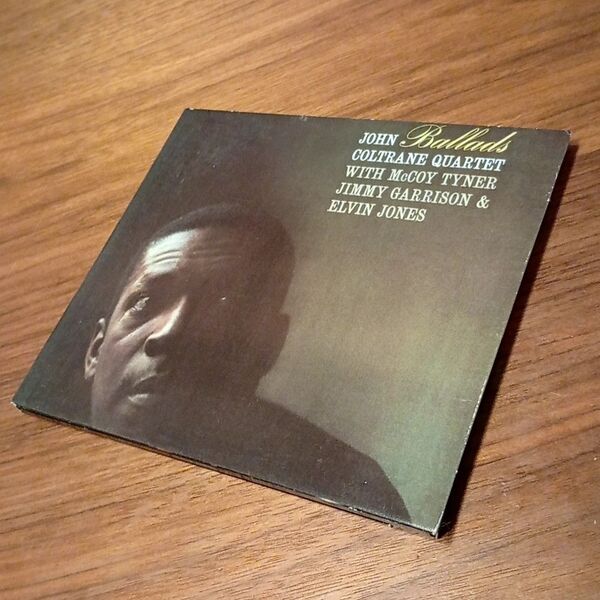 JOHN Ballads
COLTRANE QUARTET
WITH McCOY TYNER
JIMMY GARRISON &
ELVIN JONES